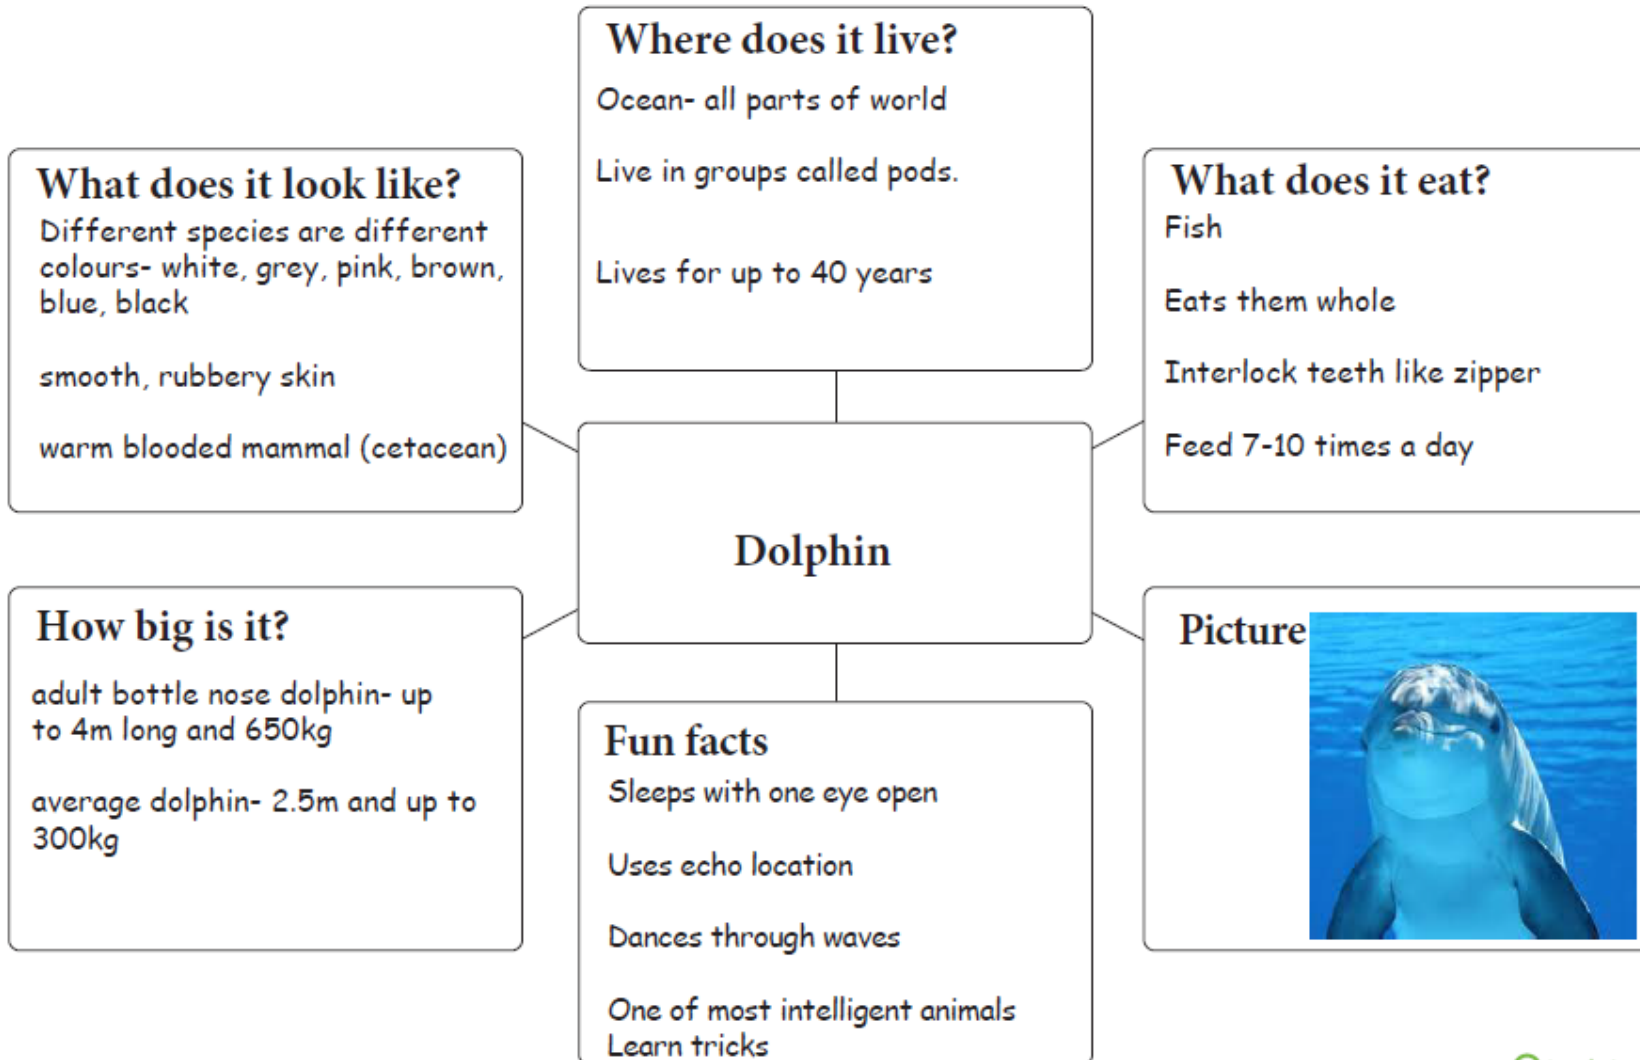 Where does it live?
Ocean- all parts of world
Live in groups called pods.
Lives for up to 40 years
What does it look like?
Different species are different
colours- white, grey, pink, brown,
blue, black
smooth, rubbery skin
warm blooded mammal (cetacean)
What does it eat?
Fish
Eats them whole
Interlock teeth like zipper
Feed 7-10 times a day
Dolphin
How big is it?
adult bottle nose dolphin- up
to 4m long and 650kg
average dolphin- 2.5m and up to
300kg
Fun facts
Sleeps with one eye open
Uses echo location
Dances through waves
One of most intelligent animals
Learn tricks
Picture